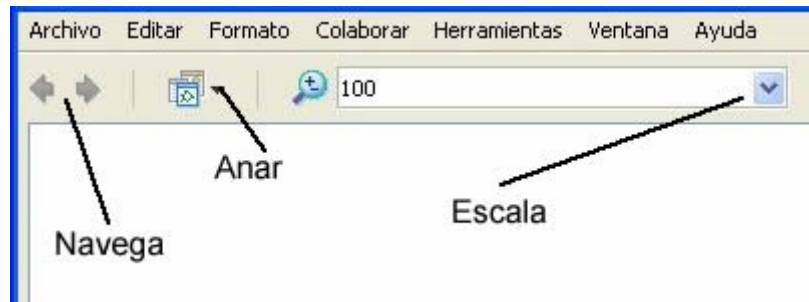 Archivo Editar Formato Colaborar Herramientas Ventana Ayuda
100
Anar
Escala
Navega